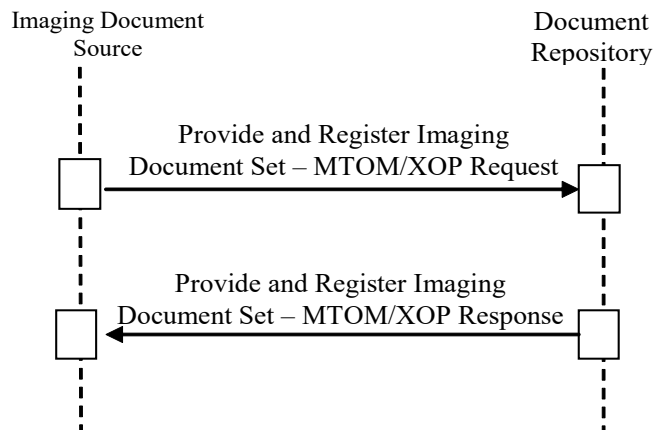 Imaging Document
Source
Document
Repository
Provide and Register Imaging
Document Set – MTOM/XOP Request
Provide and Register Imaging
Document Set – MTOM/XOP Response